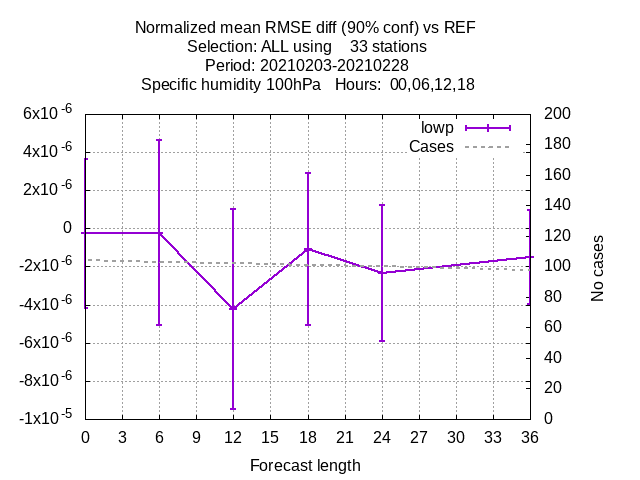 Normalized mean RMSE diff (90% conf) vs REF
Selection: ALL using    33 stations
Period: 20210203-20210228
Specific humidity 100hPa   Hours:  00,06,12,18
lowp
Cases
6x10^-6
4x10^-6
2x10^-6
0
-2x10^-6
-4x10^-6
-6x10^-6
-8x10^-6
-1x10^-5
200
180
160
140
120
100
80
60
40
20
0
No cases
0 3 6 9 12 15 18 21 24 27 30 33 36
Forecast length